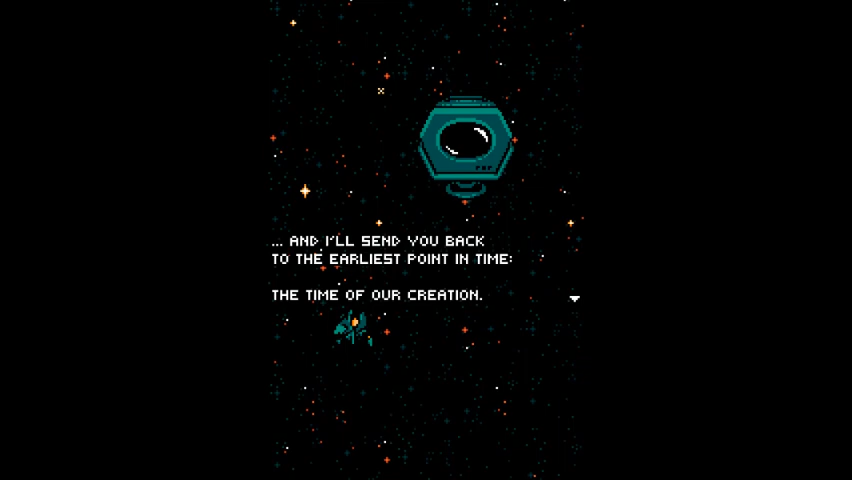 ... AND I'LL SEND YOU BACK
TO THE EARLIEST POINT IN TIME:
THE TIME OF OUR CREATION.